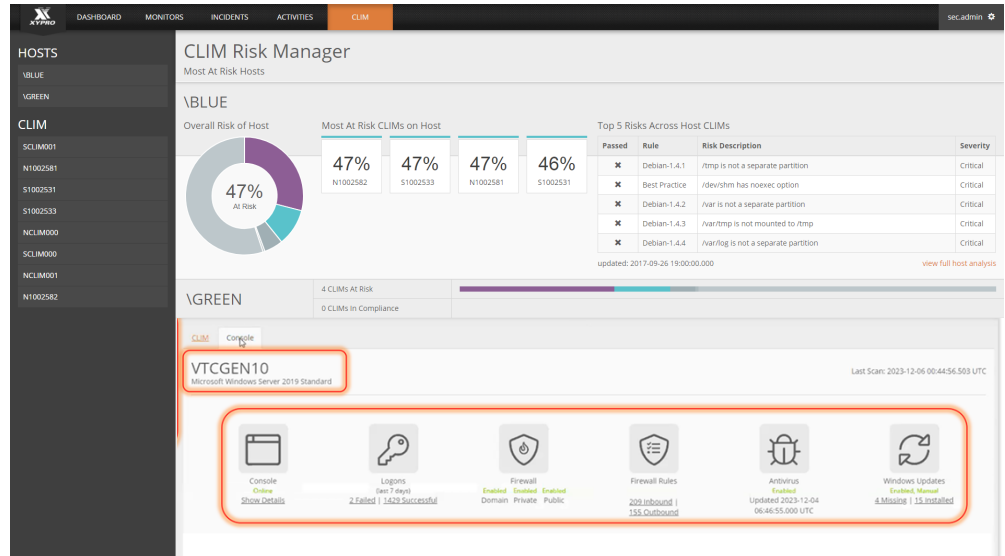 XYPRO
DASHBOARD MONITORS INCIDENTS ACTIVITIES CLIM sec.admin
HOSTS
\BLUE
\GREEN
CLIM
SCLIM001
N1002581
S1002531
S1002533
NCLIM000
SCLIM000
NCLIM001
N1002582
CLIM Risk Manager
Most At Risk Hosts
\BLUE
Overall Risk of Host
47%
At Risk
Most At Risk CLIMs on Host
47% 47% 47% 46%
N1002582 S1002533 N1002581 S1002531
Top 5 Risks Across Host CLIMs
Passed Rule Risk Description Severity
Debian-1.4.1 /tmp is not a separate partition Critical
Best Practice /dev/shm has noexec option Critical
Debian-1.4.2 /var is not a separate partition Critical
Debian-1.4.3 /var/tmp is not mounted to /tmp Critical
Debian-1.4.4 /var/log is not a separate partition Critical
updated: 2017-09-26 19:00:00.000 view full host analysis
\GREEN
4 CLIMs At Risk
0 CLIMs In Compliance
CLIM Console
VTCGEN10
Microsoft Windows Server 2019 Standard
Last Scan: 2023-12-06 00:44:56.503 UTC
Console
Online
Show Details
Logons
(last 7 days)
2 Failed | 1429 Successful
Firewall
Enabled Enabled Enabled
Domain Private Public
Firewall Rules
209 Inbound |
155 Outbound
Antivirus
Enabled
Updated 2023-12-04
06:46:55.000 UTC
Windows Updates
Enabled, Manual
4 Missing | 15 Installed